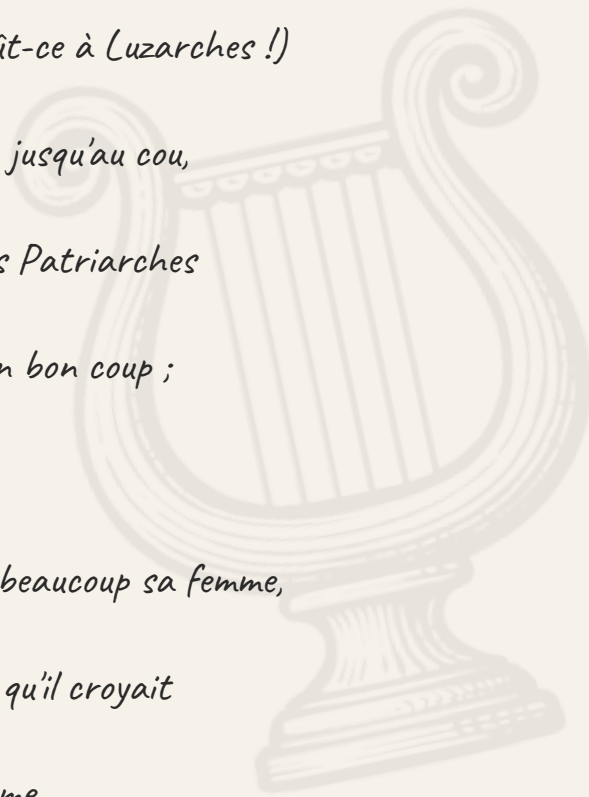 ût-ce à Luzarches !)
jusqu'au cou,
s Patriarches
n bon coup ;
beaucoup sa femme,
qu'il croyait